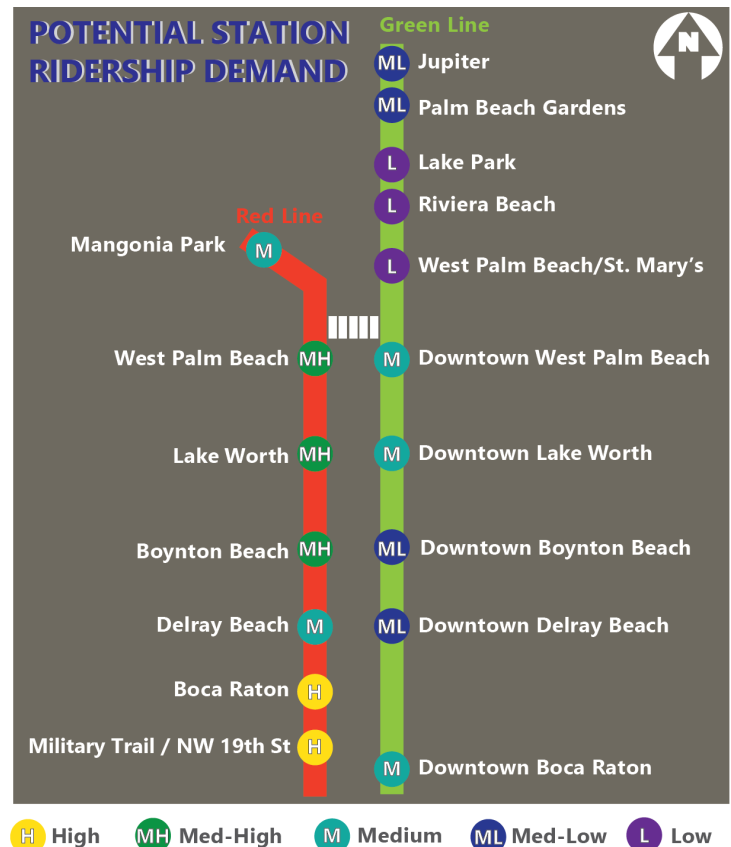 POTENTIAL STATION
RIDERSHIP DEMAND
Green Line
N
ML Jupiter
ML Palm Beach Gardens
L Lake Park
L Riviera Beach
Red Line
Mangonia Park M
L West Palm Beach/St. Mary's
West Palm Beach MH
M Downtown West Palm Beach
Lake Worth MH
M Downtown Lake Worth
Boynton Beach MH
ML Downtown Boynton Beach
Delray Beach M
ML Downtown Delray Beach
Boca Raton H
Military Trail / NW 19th St H
M Downtown Boca Raton
H High MH Med-High M Medium ML Med-Low L Low